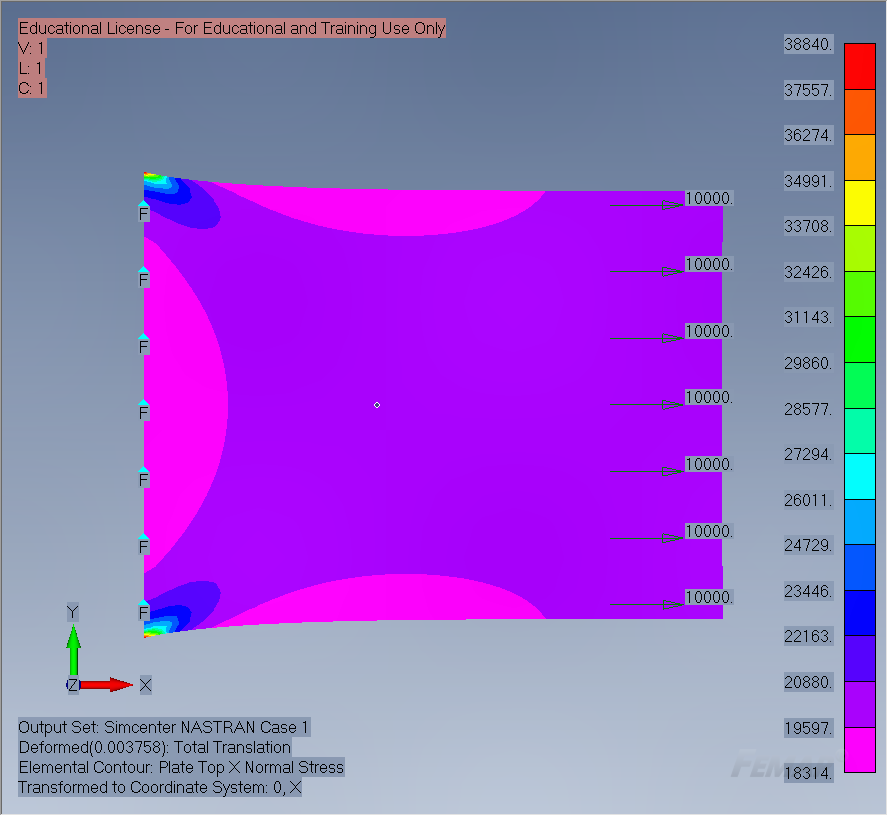 Educational License - For Educational and Training Use Only
V: 1
L: 1
C: 1
38840.
37557.
36274.
34991.
33708.
32426.
31143.
29860.
28577.
27294.
26011.
24729.
23446.
22163.
20880.
19597.
18314.
10000.
10000.
10000.
10000.
10000.
10000.
10000.
F
F
F
F
F
F
F
Y
Z
X
Output Set: Simcenter NASTRAN Case 1
Deformed(0.003758): Total Translation
Elemental Contour: Plate Top X Normal Stress
Transformed to Coordinate System: 0, X